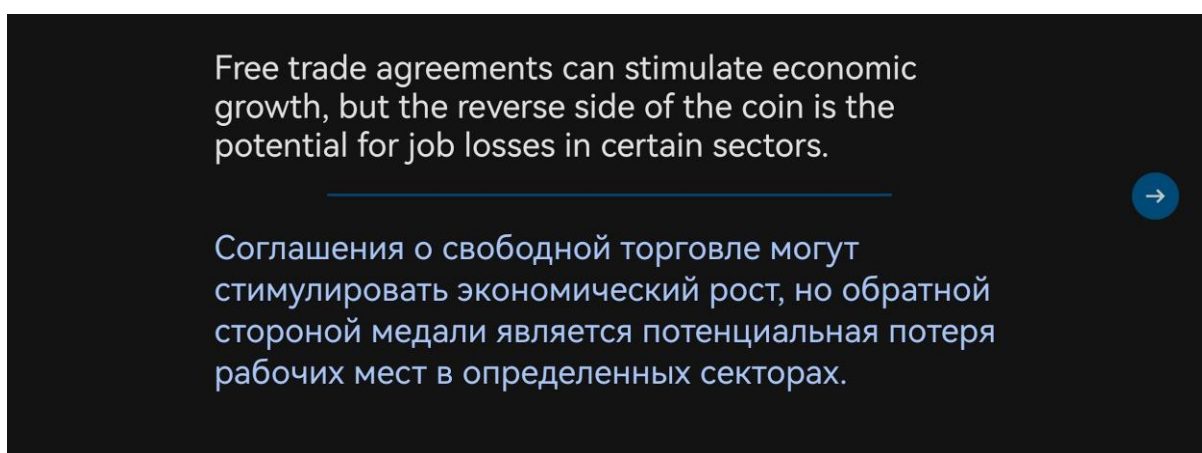 Free trade agreements can stimulate economic
growth, but the reverse side of the coin is the
potential for job losses in certain sectors.
Соглашения о свободной торговле могут
стимулировать экономический рост, но обратной
стороной медали является потенциальная потеря
рабочих мест в определенных секторах.